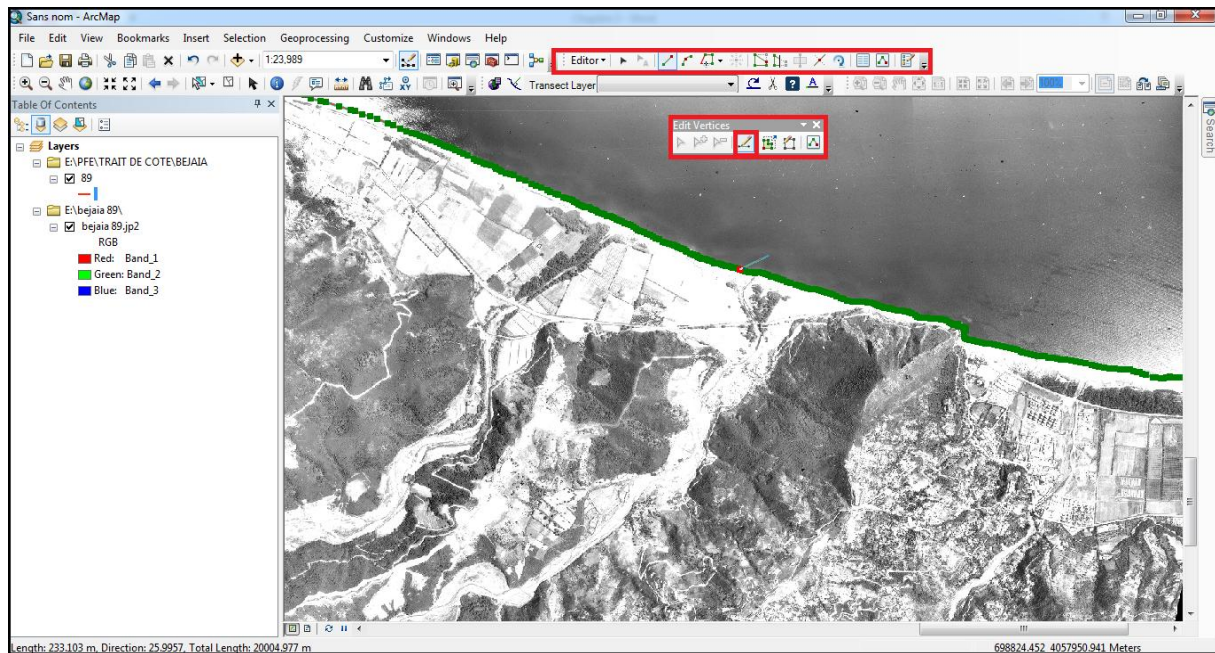 Sans nom - ArcMap
File Edit View Bookmarks Insert Selection Geoprocessing Customize Windows Help
1:23,989
Editor
Transect Layer
Table Of Contents
Layers
E:\PFE\TRAIT DE COTE\BEJAIA
89
E:\bejaia 89\
bejaia 89.jp2
RGB
Red: Band_1
Green: Band_2
Blue: Band_3
Edit Vertices
Search
Length: 233.103 m, Direction: 25.9957, Total Length: 20004.977 m
698824.452 4057950.941 Meters